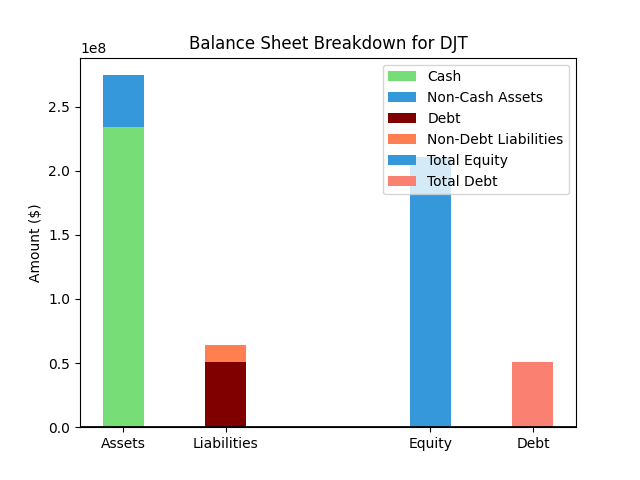 Balance Sheet Breakdown for DJT
1e8
Cash
Non-Cash Assets
Debt
Non-Debt Liabilities
Total Equity
Total Debt
2.5
2.0
1.5
1.0
0.5
0.0
Amount ($)
Assets Liabilities Equity Debt